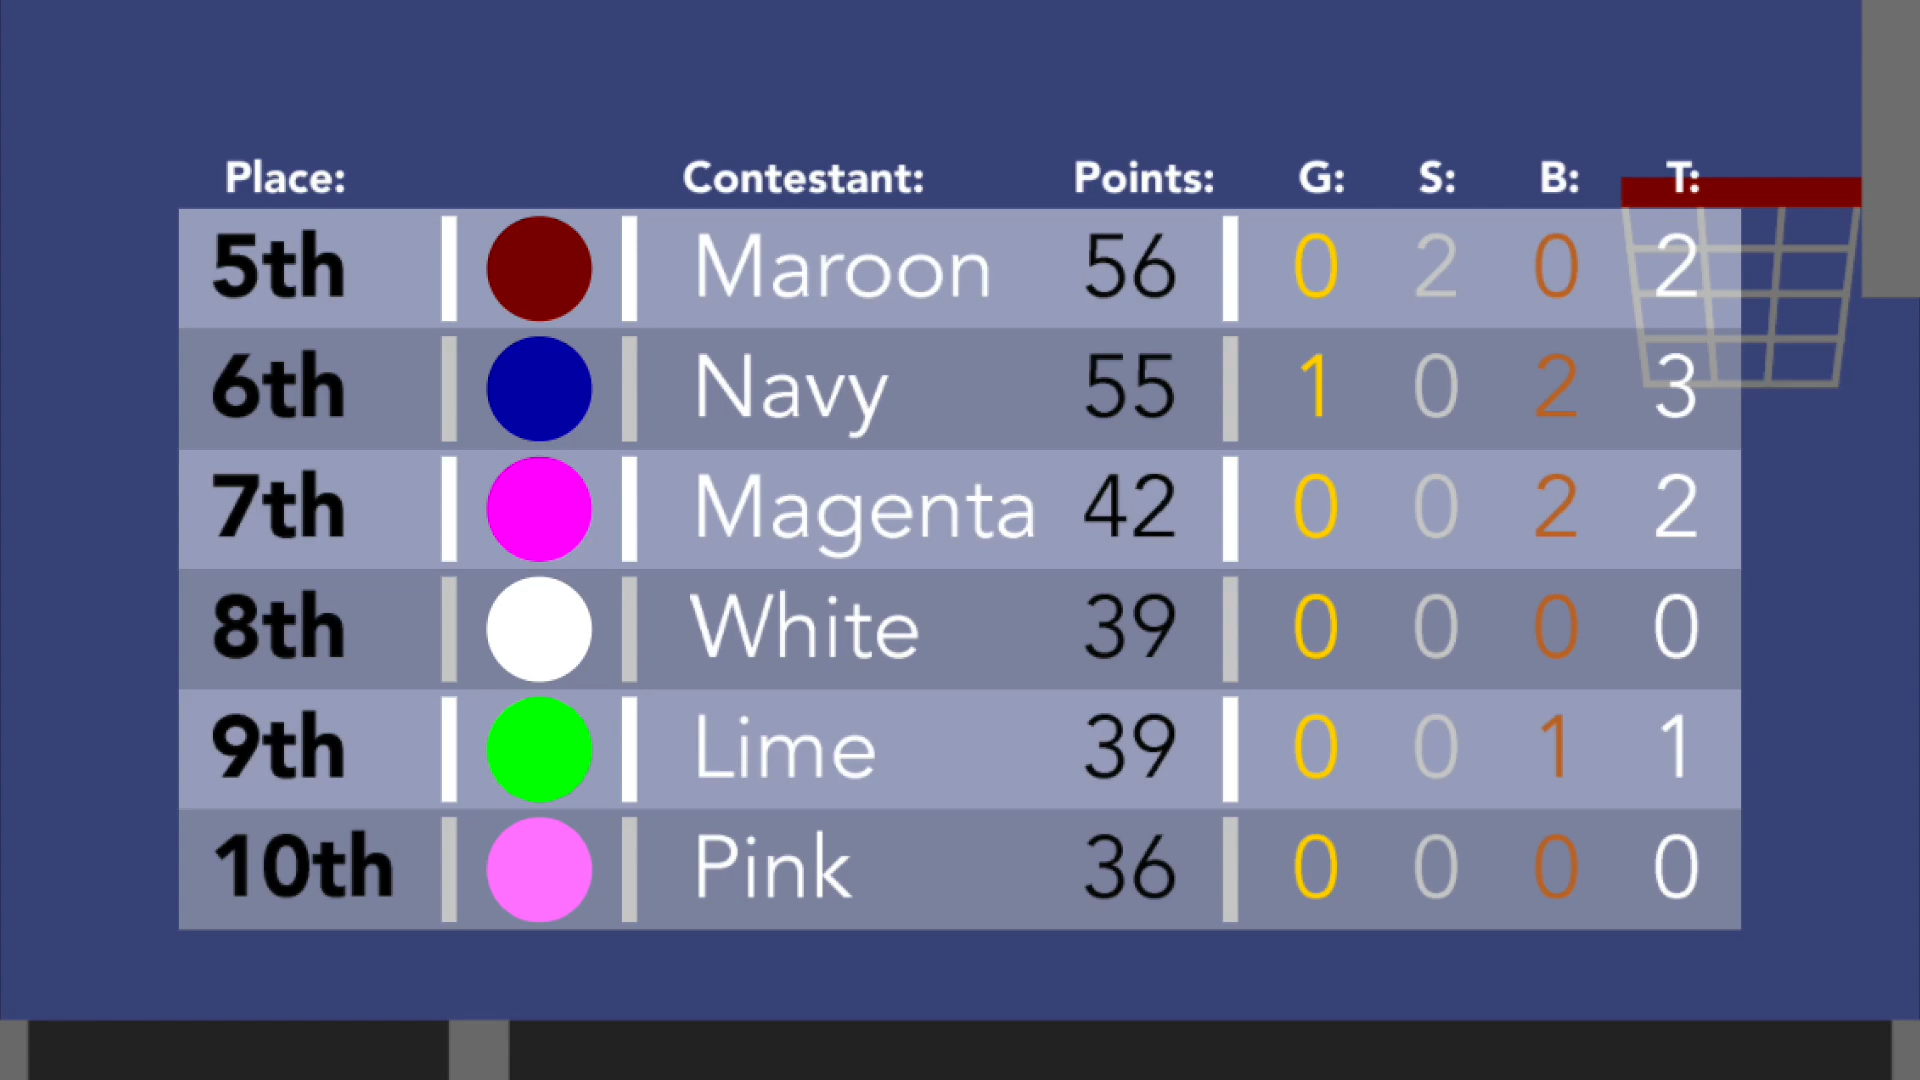 Place: Contestant: Points: G: S: B: T:
5th Maroon 56 0 2 0 2
6th Navy 55 1 0 2 3
7th Magenta 42 0 0 2 2
8th White 39 0 0 0 0
9th Lime 39 0 0 1 1
10th Pink 36 0 0 0 0